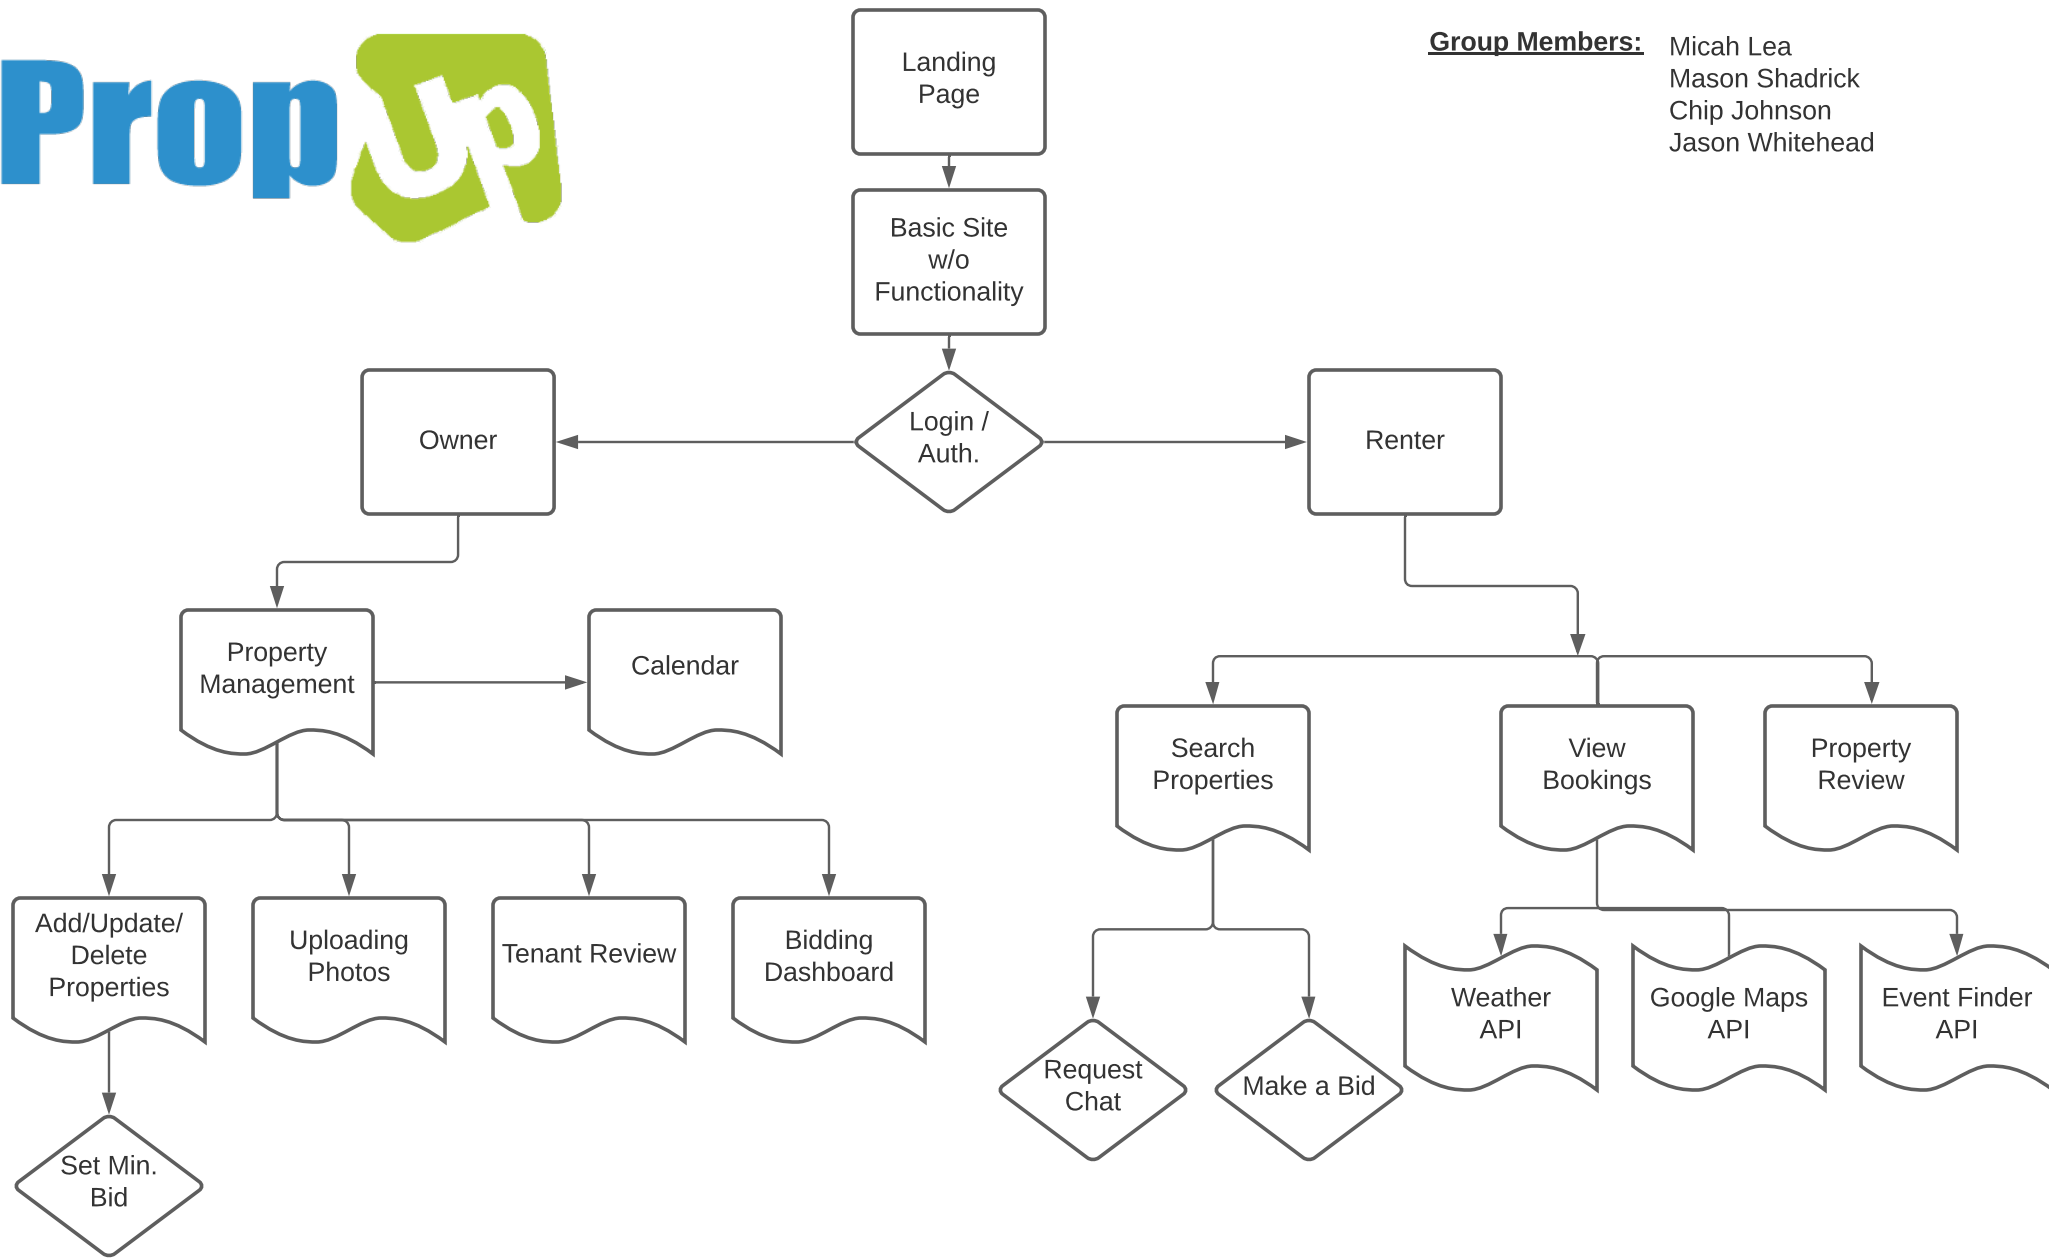 PropUp
Landing
Page
Group Members:
Micah Lea
Mason Shadrick
Chip Johnson
Jason Whitehead
Basic Site
w/o
Functionality
Login /
Auth.
Owner
Renter
Property
Management
Calendar
Search
Properties
View
Bookings
Property
Review
Add/Update/
Delete
Properties
Uploading
Photos
Tenant Review
Bidding
Dashboard
Weather
API
Google Maps
API
Event Finder
API
Request
Chat
Make a Bid
Set Min.
Bid